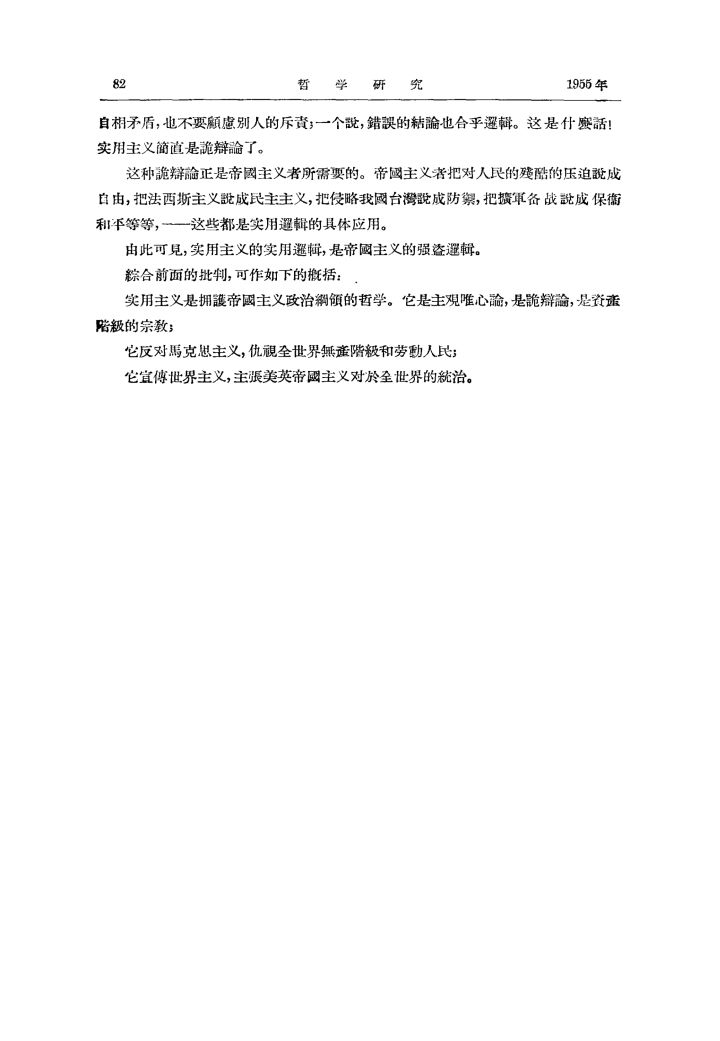 82 哲学研究 1955年
自相矛盾,也不要顧慮別人的斥責;一个說,錯誤的結論也合乎邏輯。这是什麽話!
实用主义简直是詭辯論了。
这种詭辯論正是帝國主义者所需要的。帝國主义者把对人民的殘酷的压迫說成
自由,把法西斯主义說成民主主义,把侵略我國台灣說成防禦,把擴軍备战說成保衞
和平等等,——这些都是实用邏輯的具体应用。
由此可見,实用主义的实用邏輯,是帝國主义的强盜邏輯。
綜合前面的批判,可作如下的概括:
实用主义是拥護帝國主义政治綱領的哲学。它是主观唯心論,是詭辯論,是資產
階級的宗教;
它反对馬克思主义,仇視全世界無產階級和劳動人民;
它宣傳世界主义,主張美英帝國主义对於全世界的統治。